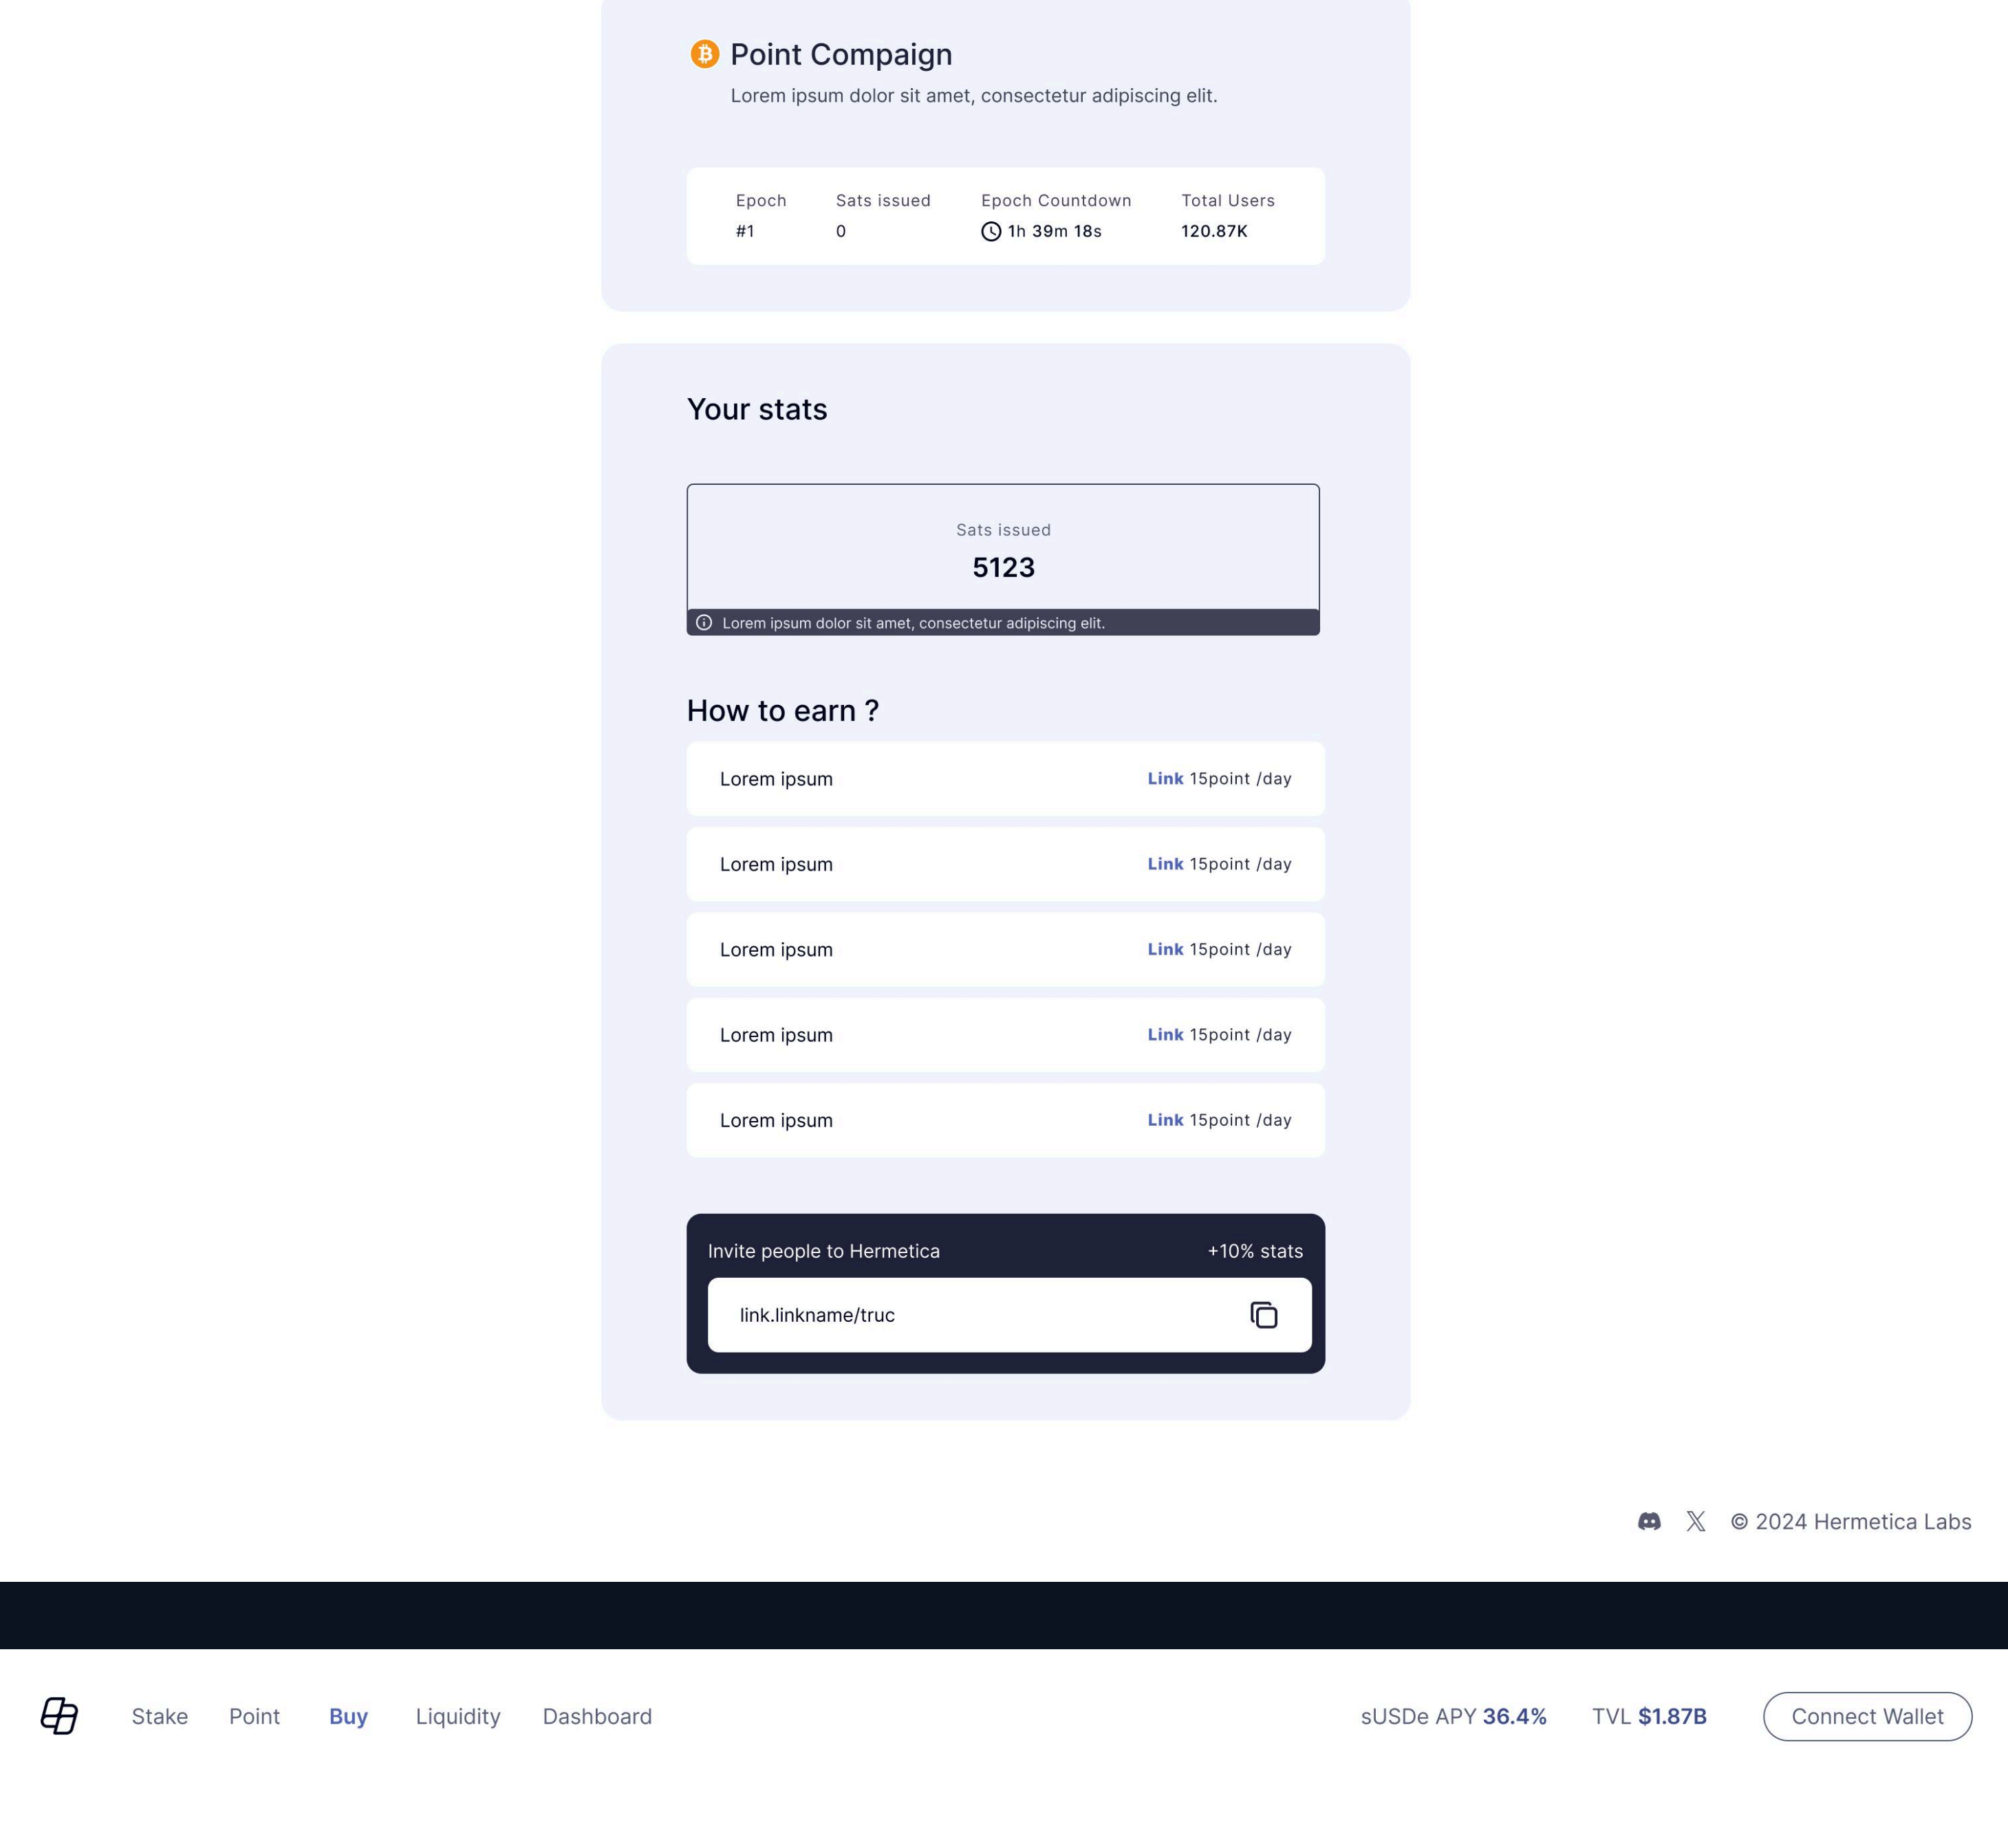 Point Compaign
Lorem ipsum dolor sit amet, consectetur adipiscing elit.
Epoch Sats issued Epoch Countdown Total Users
#1 0 1h 39m 18s 120.87K
Your stats
Sats issued
5123
Lorem ipsum dolor sit amet, consectetur adipiscing elit.
How to earn ?
Lorem ipsum Link 15point /day
Lorem ipsum Link 15point /day
Lorem ipsum Link 15point /day
Lorem ipsum Link 15point /day
Lorem ipsum Link 15point /day
Invite people to Hermetica +10% stats
link.linkname/truc
© 2024 Hermetica Labs
Stake Point Buy Liquidity Dashboard sUSDe APY 36.4% TVL $1.87B Connect Wallet